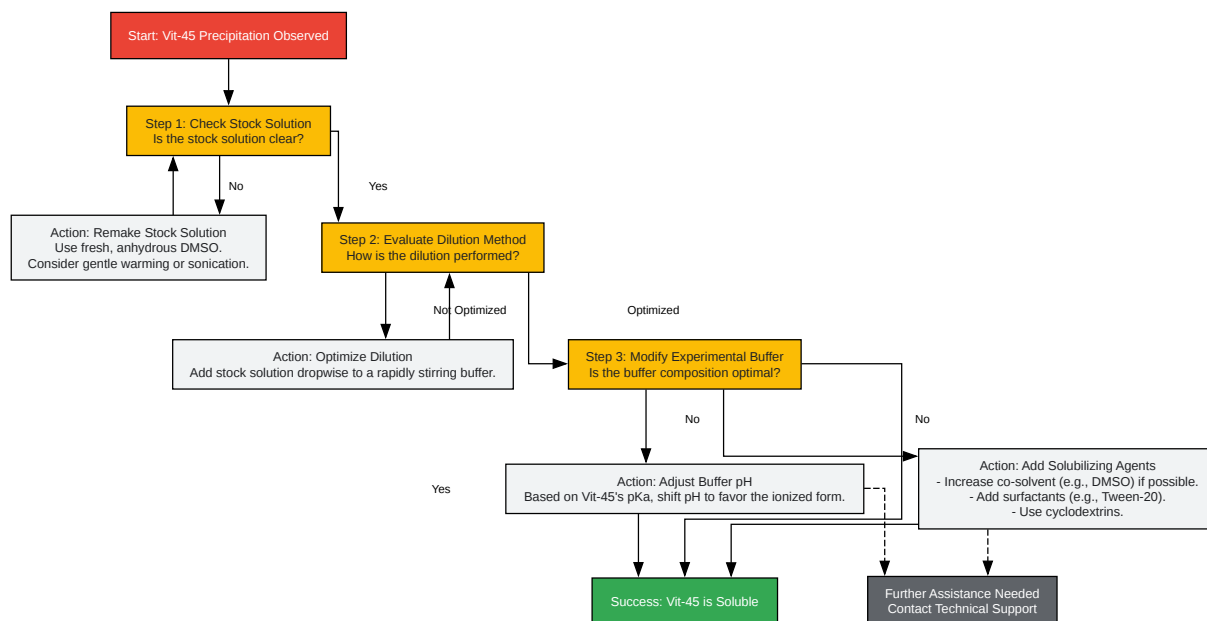 Start: Vit-45 Precipitation Observed
Step 1: Check Stock Solution
Is the stock solution clear?
No
Yes
Action: Remake Stock Solution
Use fresh, anhydrous DMSO.
Consider gentle warming or sonication.
Step 2: Evaluate Dilution Method
How is the dilution performed?
Not Optimized
Optimized
Action: Optimize Dilution
Add stock solution dropwise to a rapidly stirring buffer.
Step 3: Modify Experimental Buffer
Is the buffer composition optimal?
No
No
Yes
Action: Adjust Buffer pH
Based on Vit-45's pKa, shift pH to favor the ionized form.
Action: Add Solubilizing Agents
- Increase co-solvent (e.g., DMSO) if possible.
- Add surfactants (e.g., Tween-20).
- Use cyclodextrins.
Success: Vit-45 is Soluble
Further Assistance Needed
Contact Technical Support